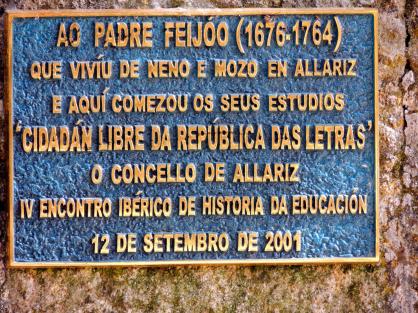 AO PADRE FEIJÓO (1676-1764)
QUE VIVÍU DE NENO E MOZO EN ALLARIZ
E AQUÍ COMEZOU OS SEUS ESTUDIOS
"CIDADÁN LIBRE DA REPÚBLICA DAS LETRAS"
O CONCELLO DE ALLARIZ
IV ENCONTRO IBÉRICO DE HISTORIA DA EDUCACIÓN
12 DE SETEMBRO DE 2001